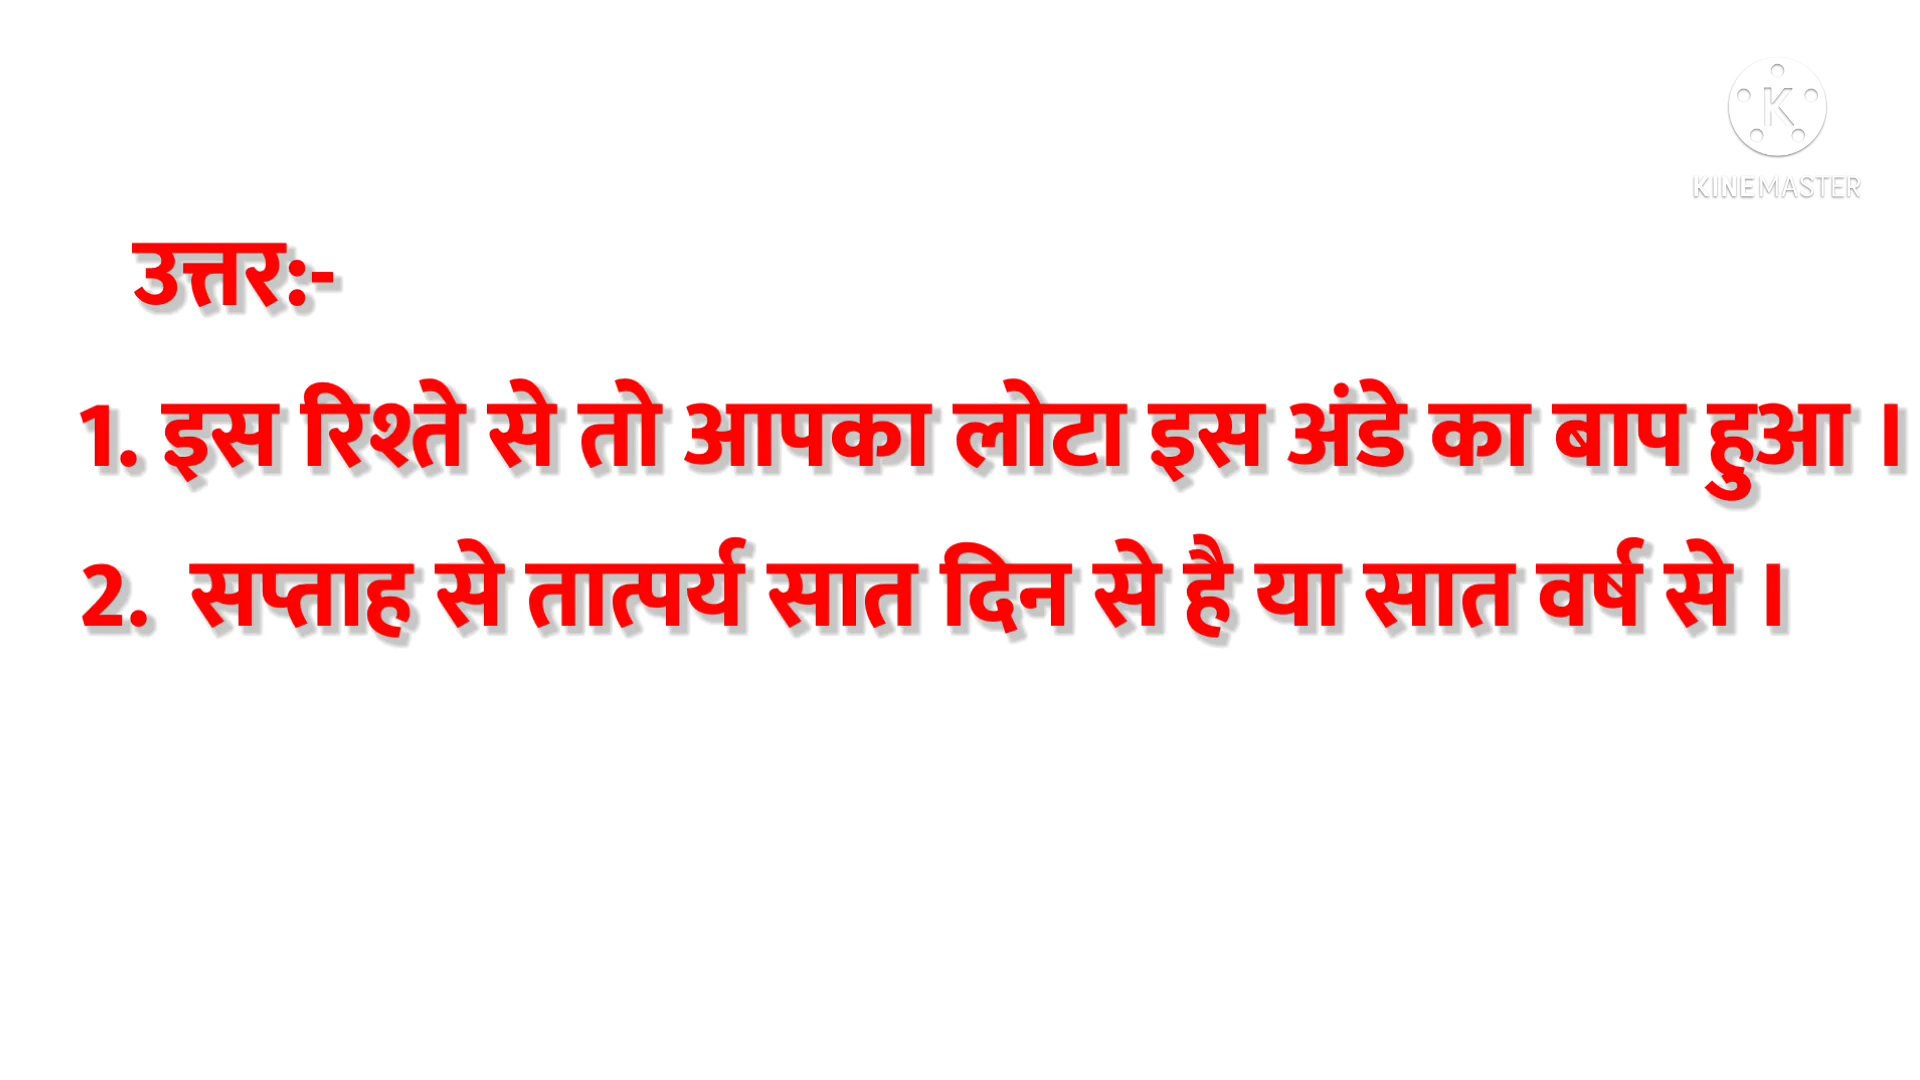 KINEMASTER
उत्तर:-
1. इस रिश्ते से तो आपका लोटा इस अंडे का बाप हुआ ।
2. सप्ताह से तात्पर्य सात दिन से है या सात वर्ष से ।